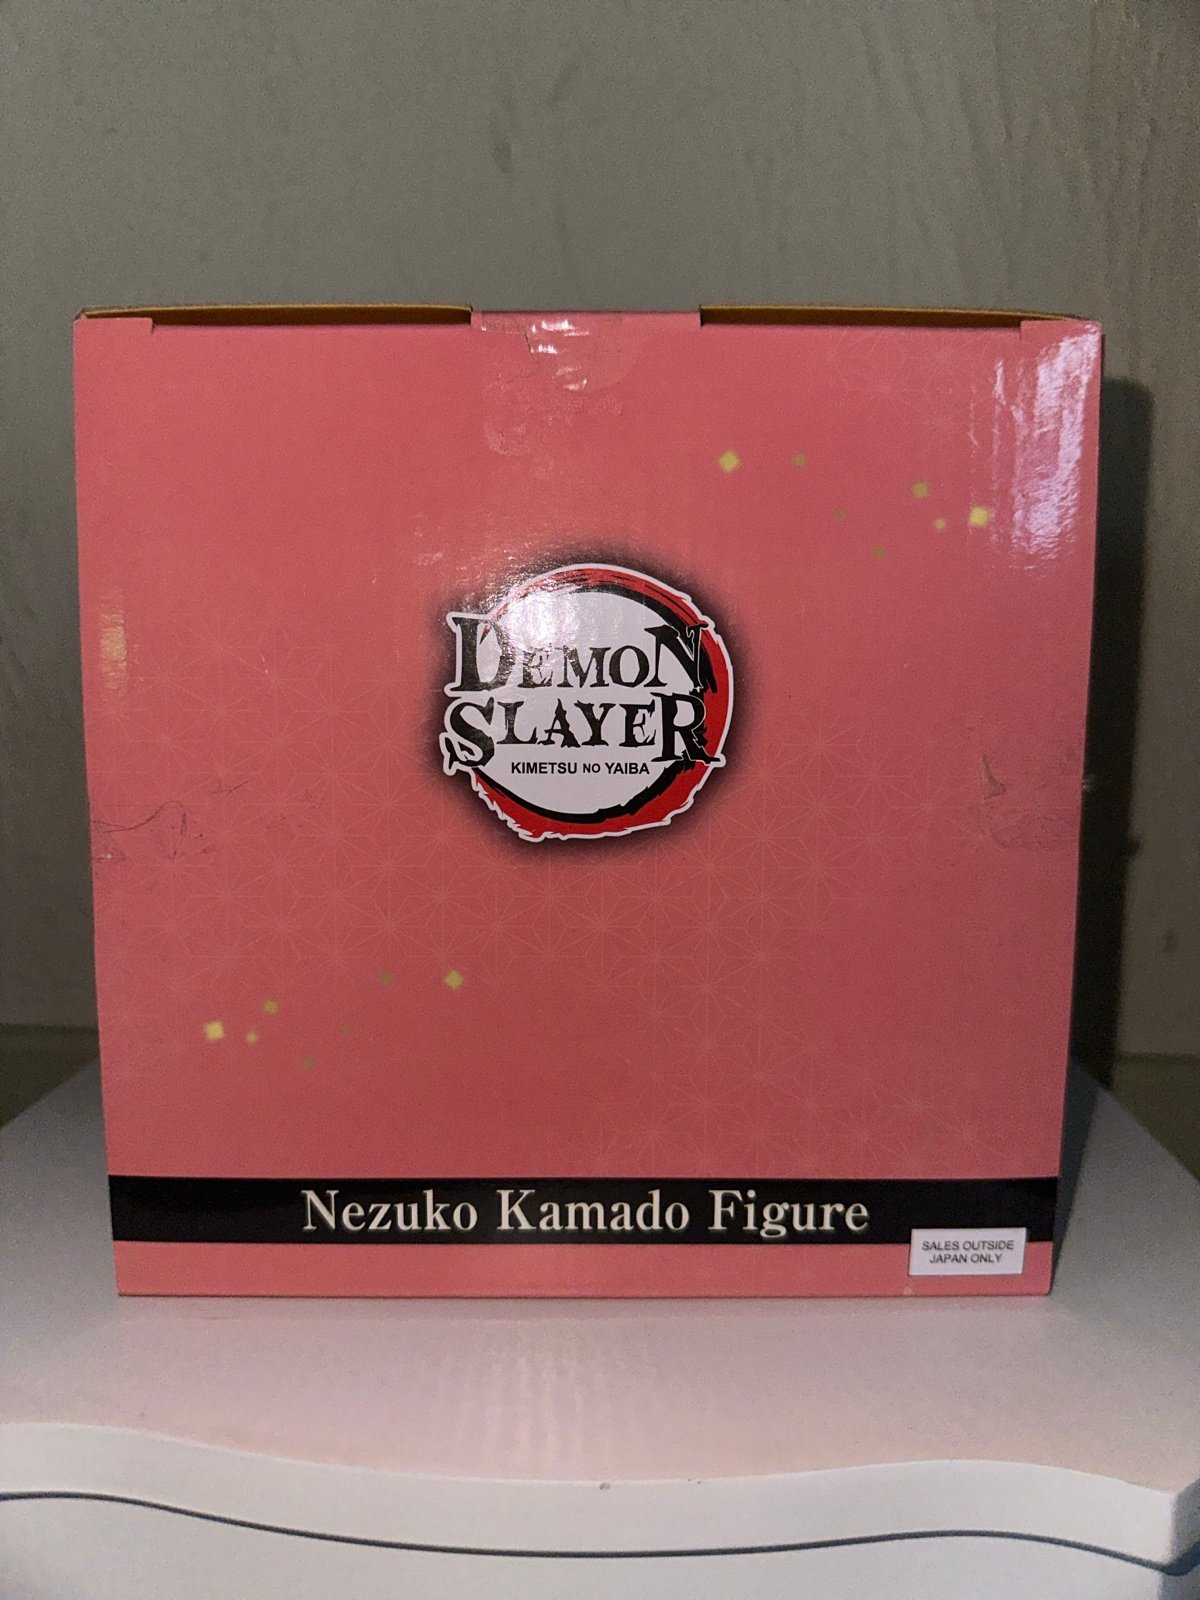 DEMON
SLAYER
KIMETSU NO YAIBA
Nezuko Kamado Figure
SALES OUTSIDE
JAPAN ONLY